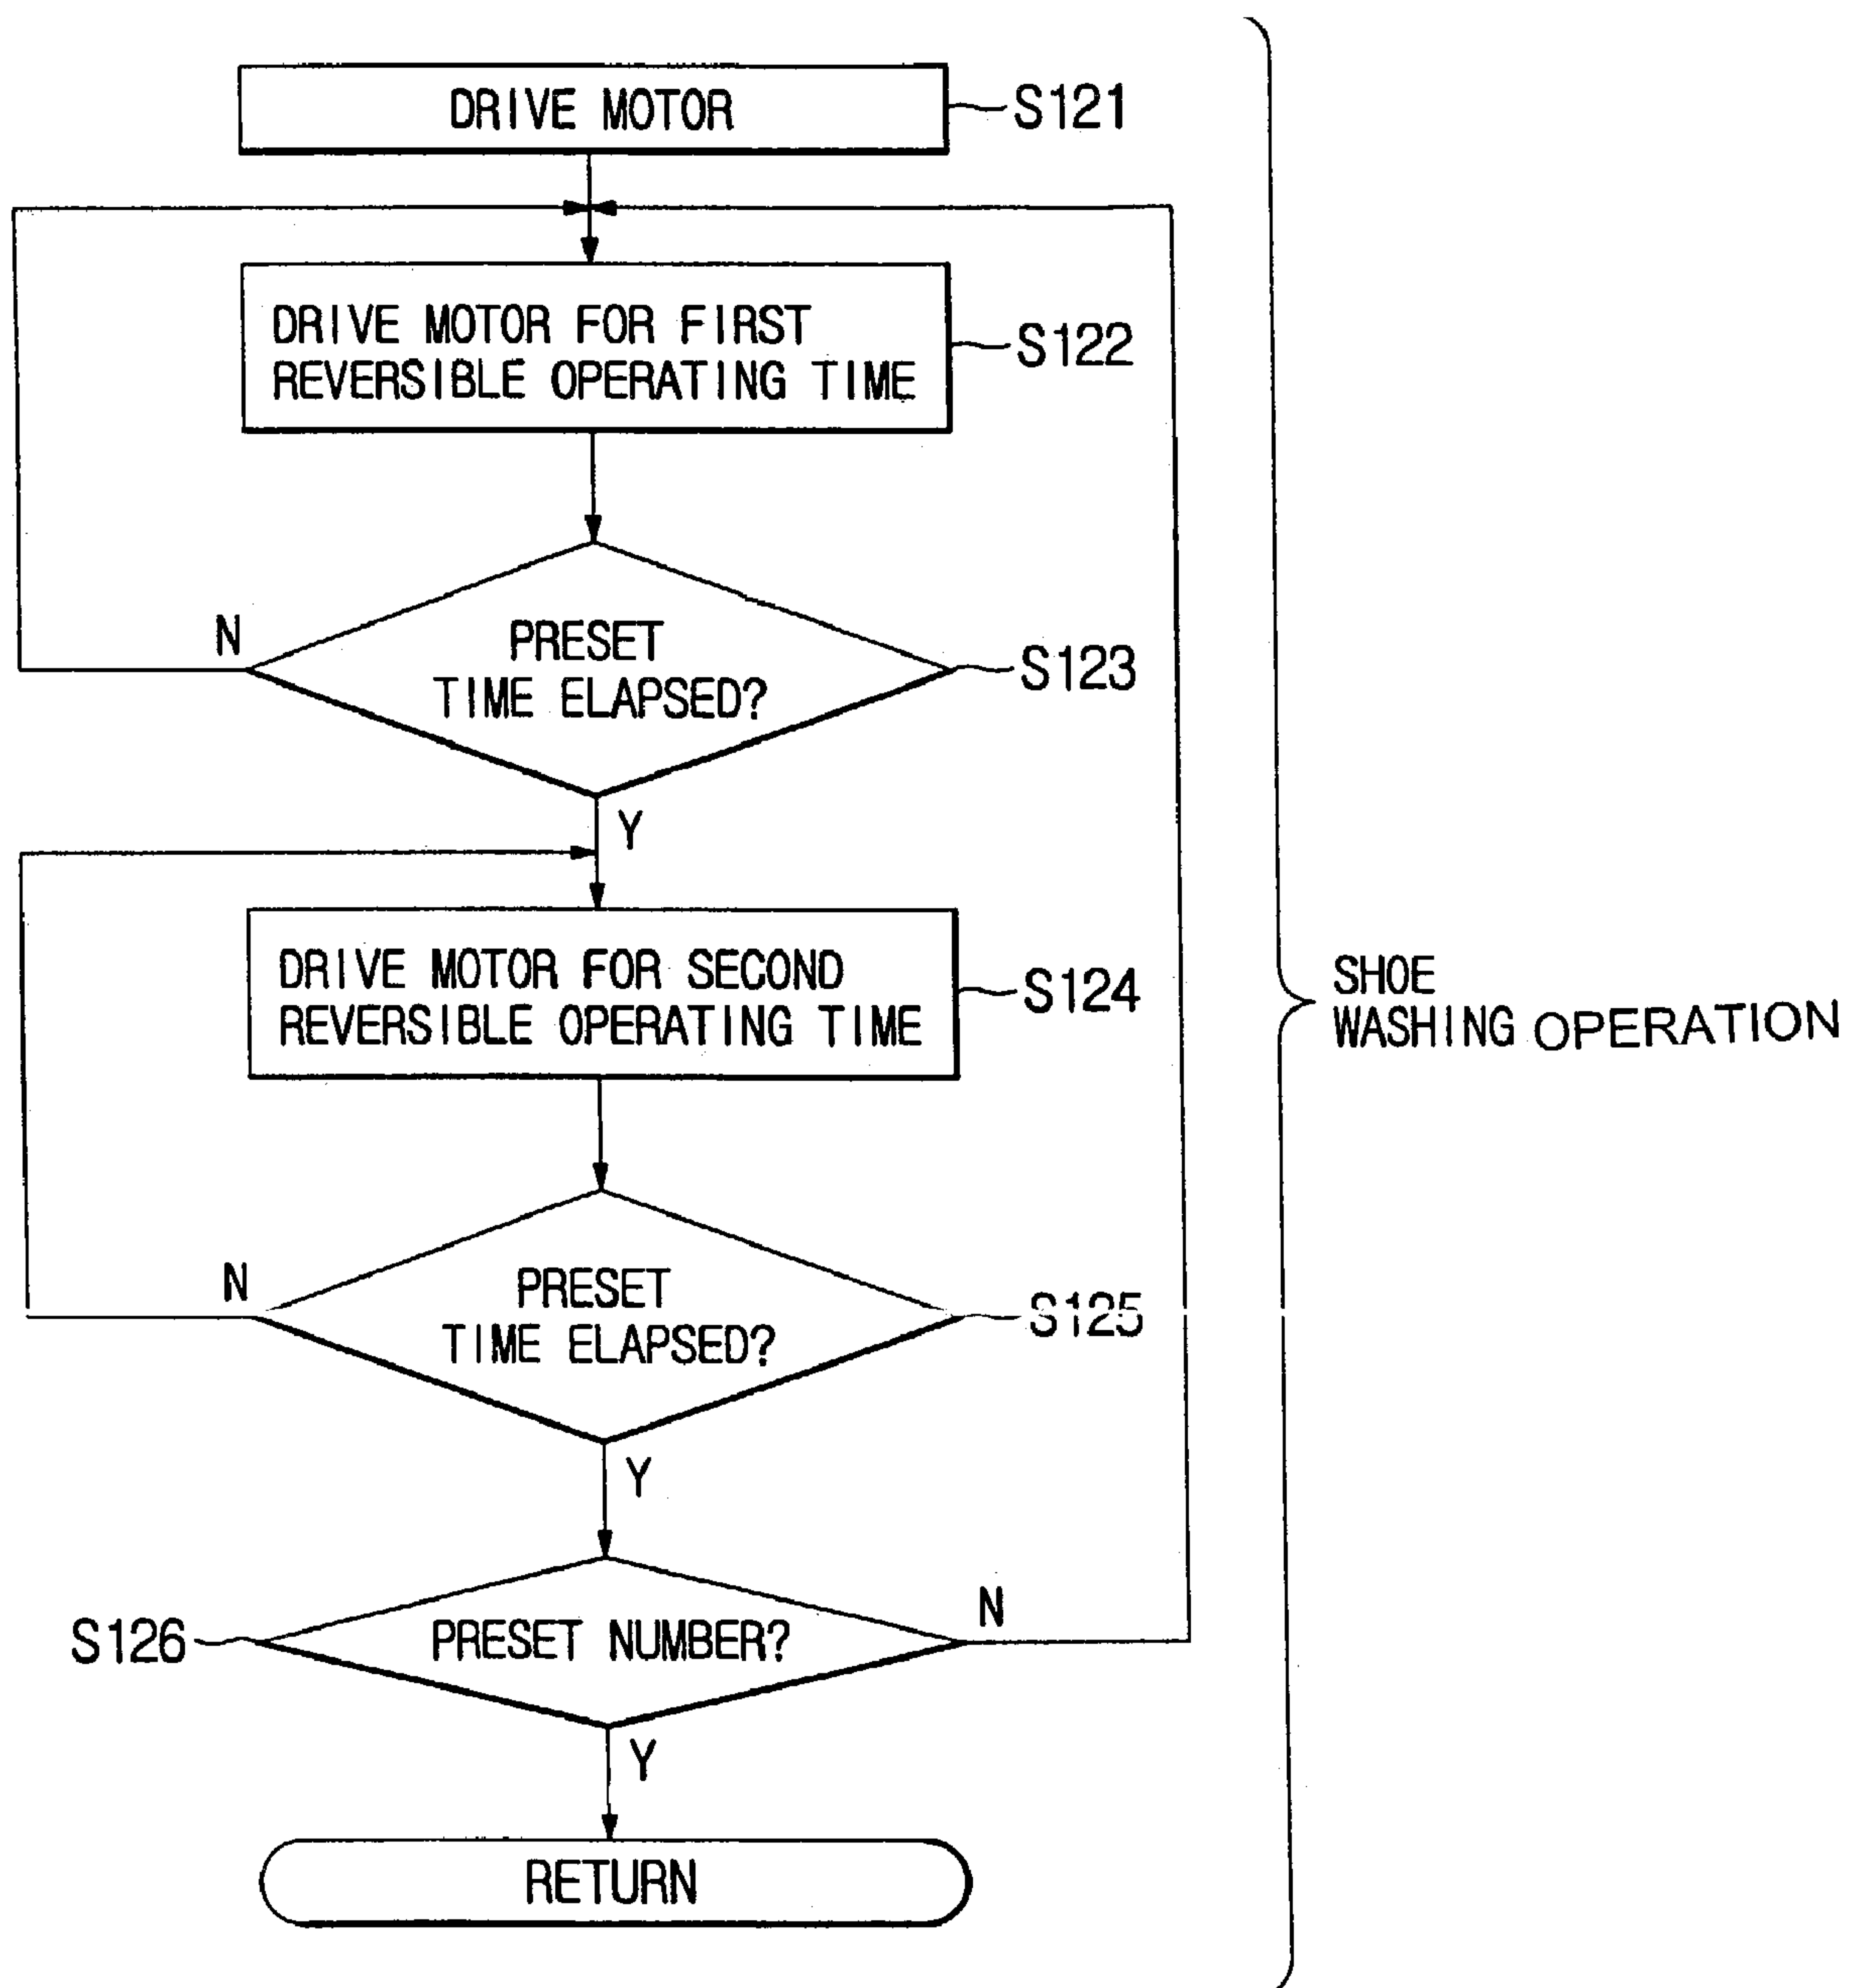 DRIVE MOTOR
S121
DRIVE MOTOR FOR FIRST
REVERSIBLE OPERATING TIME
S122
N
PRESET
TIME ELAPSED?
S123
Y
DRIVE MOTOR FOR SECOND
REVERSIBLE OPERATING TIME
S124
SHOE
WASHING OPERATION
N
PRESET
TIME ELAPSED?
S125
Y
S126
PRESET NUMBER?
N
Y
RETURN